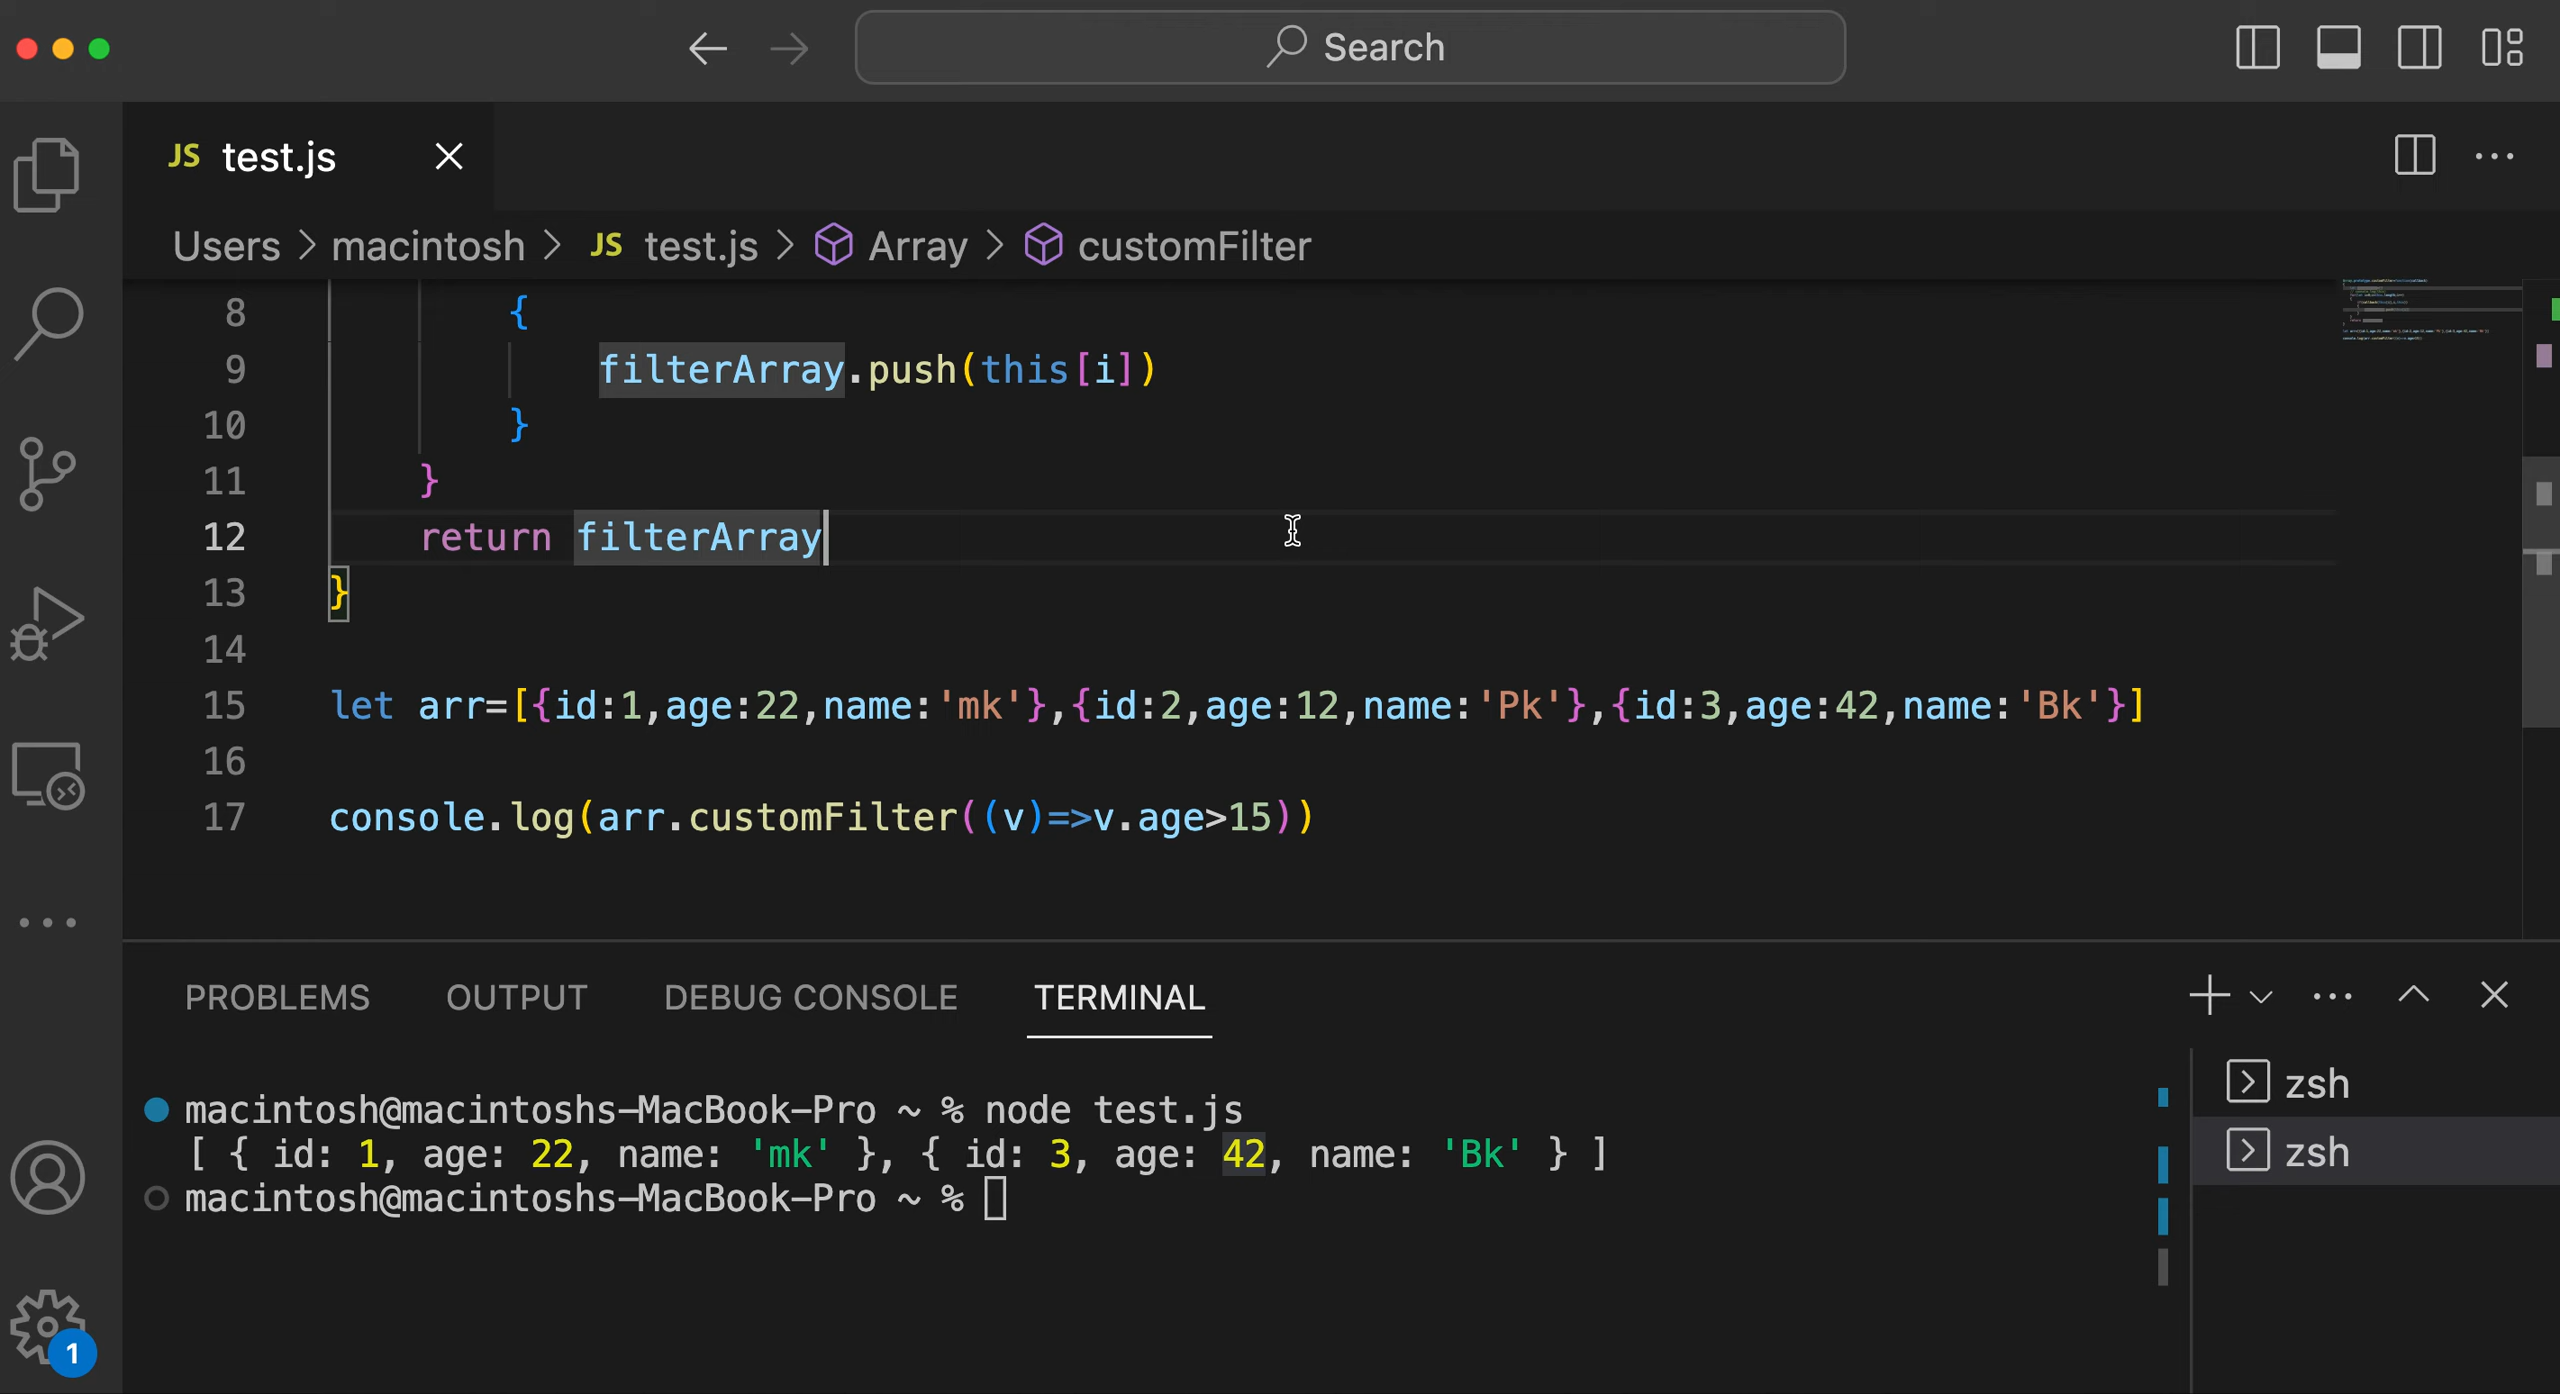 Search
JS test.js
Users > macintosh > JS test.js > Array > customFilter
8 {
9 filterArray.push(this[i])
10 }
11 }
12 return filterArray
13 }
14
15 let arr=[{id:1,age:22,name:'mk'},{id:2,age:12,name:'Pk'},{id:3,age:42,name:'Bk'}]
16
17 console.log(arr.customFilter((v)=>v.age>15))
PROBLEMS OUTPUT DEBUG CONSOLE TERMINAL
macintosh@macintoshs-MacBook-Pro ~ % node test.js
[ { id: 1, age: 22, name: 'mk' }, { id: 3, age: 42, name: 'Bk' } ]
macintosh@macintoshs-MacBook-Pro ~ %
zsh
zsh
1